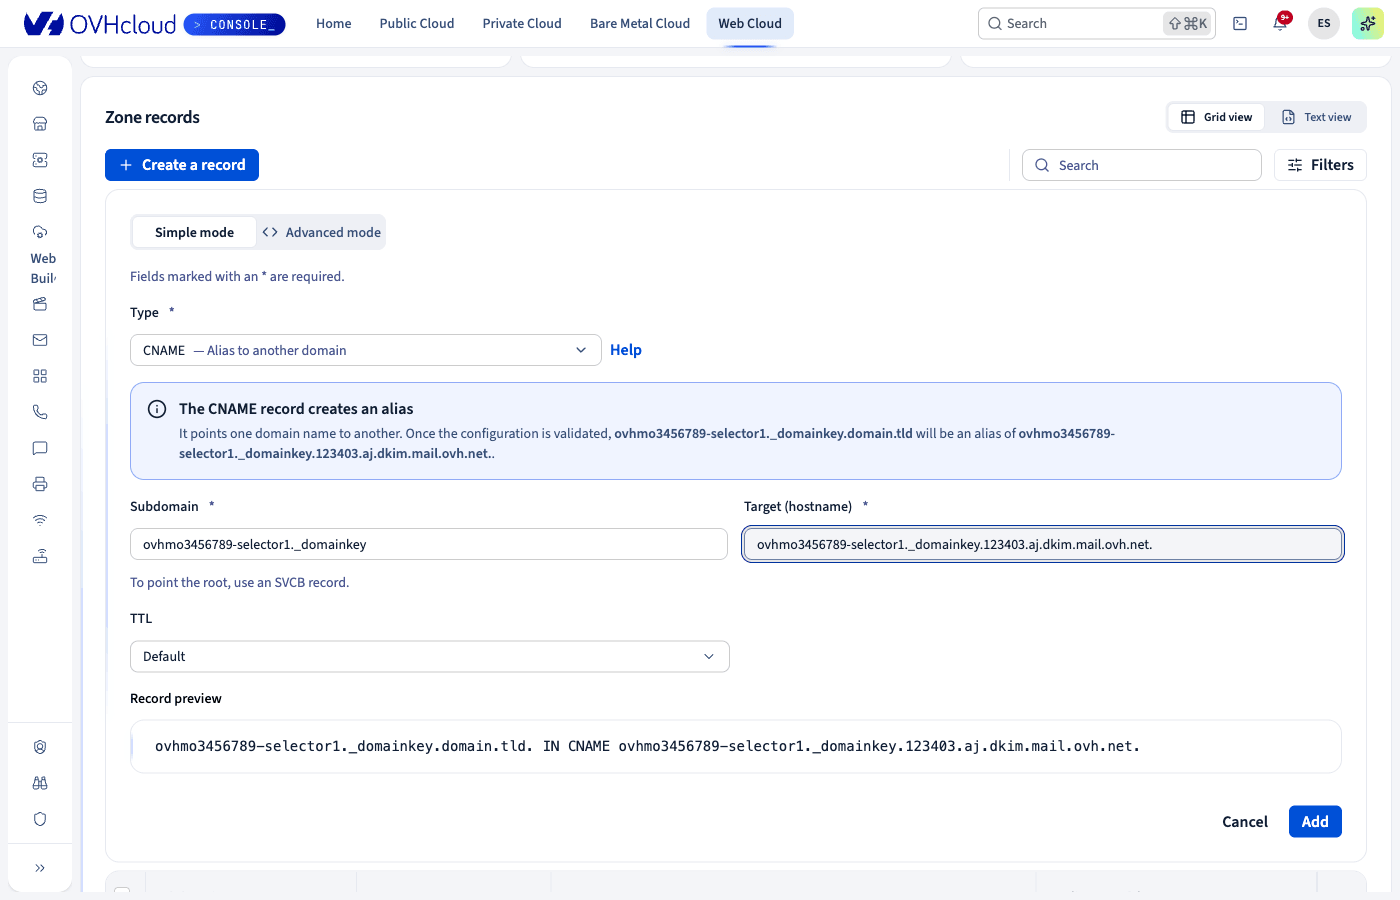 OVHcloud
> CONSOLE_
Home
Public Cloud
Private Cloud
Bare Metal Cloud
Web Cloud
Search
⇧⌘K
9+
ES
Web
Buil
Zone records
Grid view
Text view
+ Create a record
Search
Filters
Simple mode
<> Advanced mode
Fields marked with an * are required.
Type *
CNAME — Alias to another domain
Help
The CNAME record creates an alias
It points one domain name to another. Once the configuration is validated, ovhmo3456789-selector1._domainkey.domain.tld will be an alias of ovhmo3456789-
selector1._domainkey.123403.aj.dkim.mail.ovh.net..
Subdomain *
Target (hostname) *
ovhmo3456789-selector1._domainkey
ovhmo3456789-selector1._domainkey.123403.aj.dkim.mail.ovh.net.
To point the root, use an SVCB record.
TTL
Default
Record preview
ovhmo3456789-selector1._domainkey.domain.tld. IN CNAME ovhmo3456789-selector1._domainkey.123403.aj.dkim.mail.ovh.net.
Cancel
Add